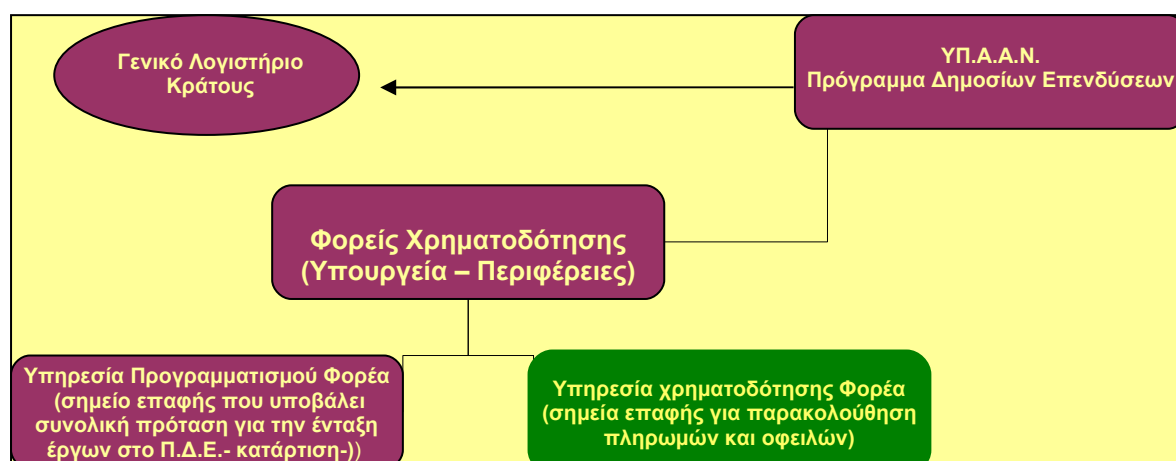 Γενικό Λογιστήριο
Κράτους
ΥΠ.Α.Α.Ν.
Πρόγραμμα Δημοσίων Επενδύσεων
Φορείς Χρηματοδότησης
(Υπουργεία – Περιφέρειες)
Υπηρεσία Προγραμματισμού Φορέα
(σημείο επαφής που υποβάλει
συνολική πρόταση για την ένταξη
έργων στο Π.Δ.Ε.- κατάρτιση-))
Υπηρεσία χρηματοδότησης Φορέα
(σημεία επαφής για παρακολούθηση
πληρωμών και οφειλών)